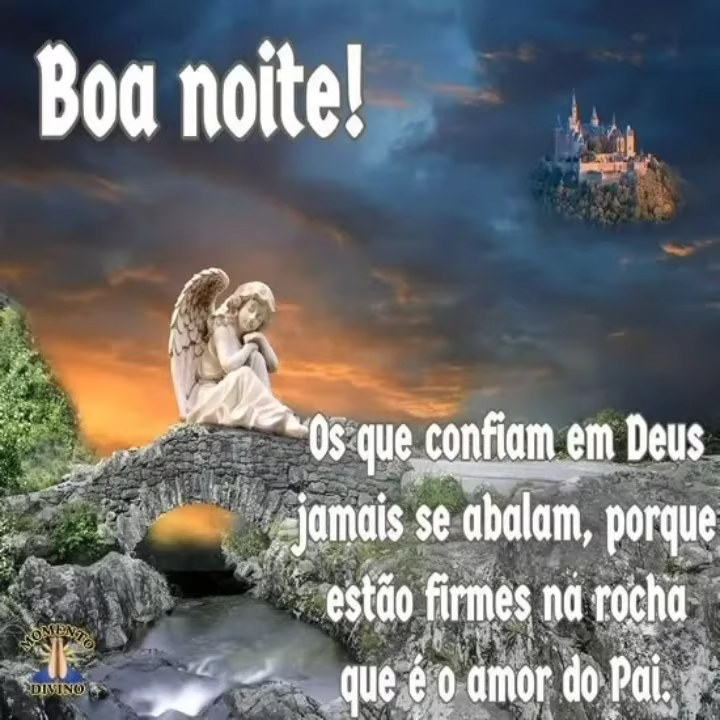 Boa noite!
Os que confiam em Deus
jamais se abalam, porque
estão firmes na rocha
que é o amor do Pai.
MOMENTO
DIVINO